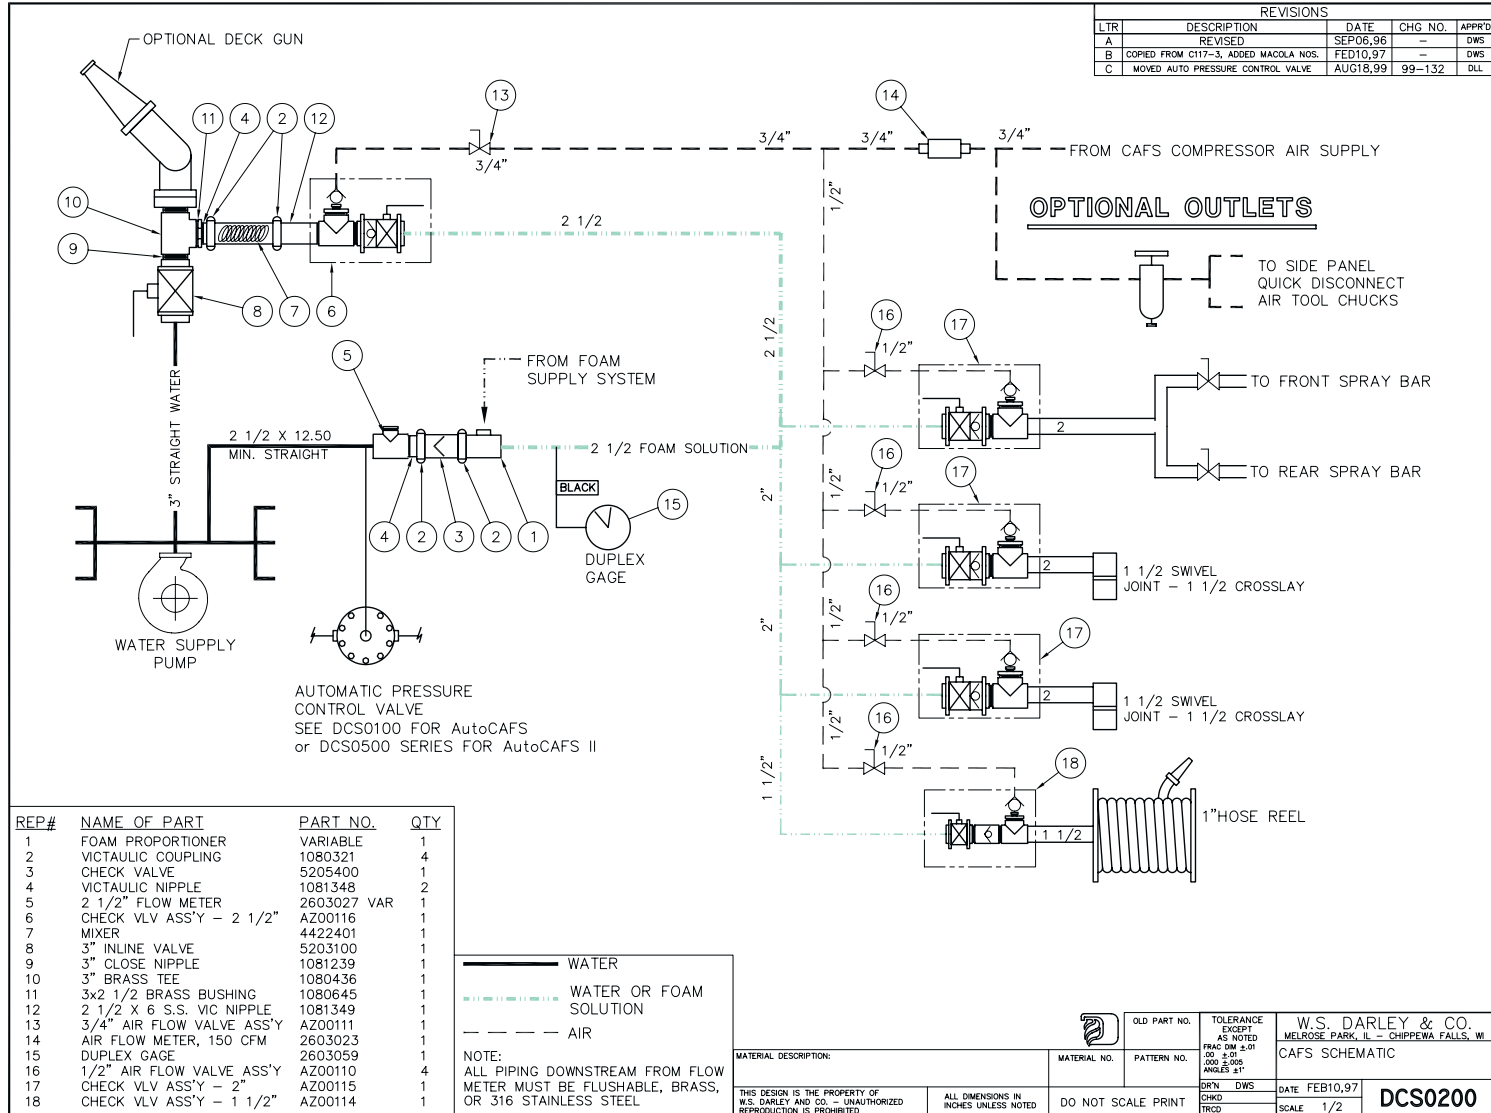 REVISIONS
LTR DESCRIPTION DATE CHG NO. APPR'D
A REVISED SEP06,96 – DWS
B COPIED FROM C117-3, ADDED MACOLA NOS. FED10,97 – DWS
C MOVED AUTO PRESSURE CONTROL VALVE AUG18,99 99-132 DLL
OPTIONAL DECK GUN
11 4 2 12 13 14
3/4" 3/4" 3/4" 3/4"
FROM CAFS COMPRESSOR AIR SUPPLY
1/2"
OPTIONAL OUTLETS
10
9
2 1/2
TO SIDE PANEL
QUICK DISCONNECT
AIR TOOL CHUCKS
8 7 6
16 17
1/2"
2 1/2
5
FROM FOAM
SUPPLY SYSTEM
3" STRAIGHT WATER
TO FRONT SPRAY BAR
2
2 1/2 X 12.50
MIN. STRAIGHT
2 1/2 FOAM SOLUTION
TO REAR SPRAY BAR
16 17
1/2"
1/2"
2"
BLACK
15
4 2 3 2 1
DUPLEX
GAGE
2
1 1/2 SWIVEL
JOINT – 1 1/2 CROSSLAY
16
1/2"
1/2"
2"
17
WATER SUPPLY
PUMP
AUTOMATIC PRESSURE
CONTROL VALVE
SEE DCS0100 FOR AutoCAFS
or DCS0500 SERIES FOR AutoCAFS II
2
1 1/2 SWIVEL
JOINT – 1 1/2 CROSSLAY
16
1/2"
1/2"
1 1/2"
18
1 1/2
1"HOSE REEL
REP# NAME OF PART PART NO. QTY
1 FOAM PROPORTIONER VARIABLE 1
2 VICTAULIC COUPLING 1080321 4
3 CHECK VALVE 5205400 1
4 VICTAULIC NIPPLE 1081348 2
5 2 1/2" FLOW METER 2603027 VAR 1
6 CHECK VLV ASS'Y – 2 1/2" AZ00116 1
7 MIXER 4422401 1
8 3" INLINE VALVE 5203100 1
9 3" CLOSE NIPPLE 1081239 1
10 3" BRASS TEE 1080436 1
11 3x2 1/2 BRASS BUSHING 1080645 1
12 2 1/2 X 6 S.S. VIC NIPPLE 1081349 1
13 3/4" AIR FLOW VALVE ASS'Y AZ00111 1
14 AIR FLOW METER, 150 CFM 2603023 1
15 DUPLEX GAGE 2603059 1
16 1/2" AIR FLOW VALVE ASS'Y AZ00110 4
17 CHECK VLV ASS'Y – 2" AZ00115 1
18 CHECK VLV ASS'Y – 1 1/2" AZ00114 1
WATER
WATER OR FOAM
SOLUTION
AIR
NOTE:
ALL PIPING DOWNSTREAM FROM FLOW
METER MUST BE FLUSHABLE, BRASS,
OR 316 STAINLESS STEEL
MATERIAL DESCRIPTION:
THIS DESIGN IS THE PROPERTY OF
W.S. DARLEY AND CO. – UNAUTHORIZED
REPRODUCTION IS PROHIBITED
ALL DIMENSIONS IN
INCHES UNLESS NOTED
MATERIAL NO.
OLD PART NO.
PATTERN NO.
DO NOT SCALE PRINT
TOLERANCE
EXCEPT
AS NOTED
FRAC DIM ±.01
.00 ±.01
.000 ±.005
ANGLES ±1°
DR'N DWS
CHKD
TRCD
W.S. DARLEY & CO.
MELROSE PARK, IL – CHIPPEWA FALLS, WI
CAFS SCHEMATIC
DATE FEB10,97
SCALE 1/2
DCS0200